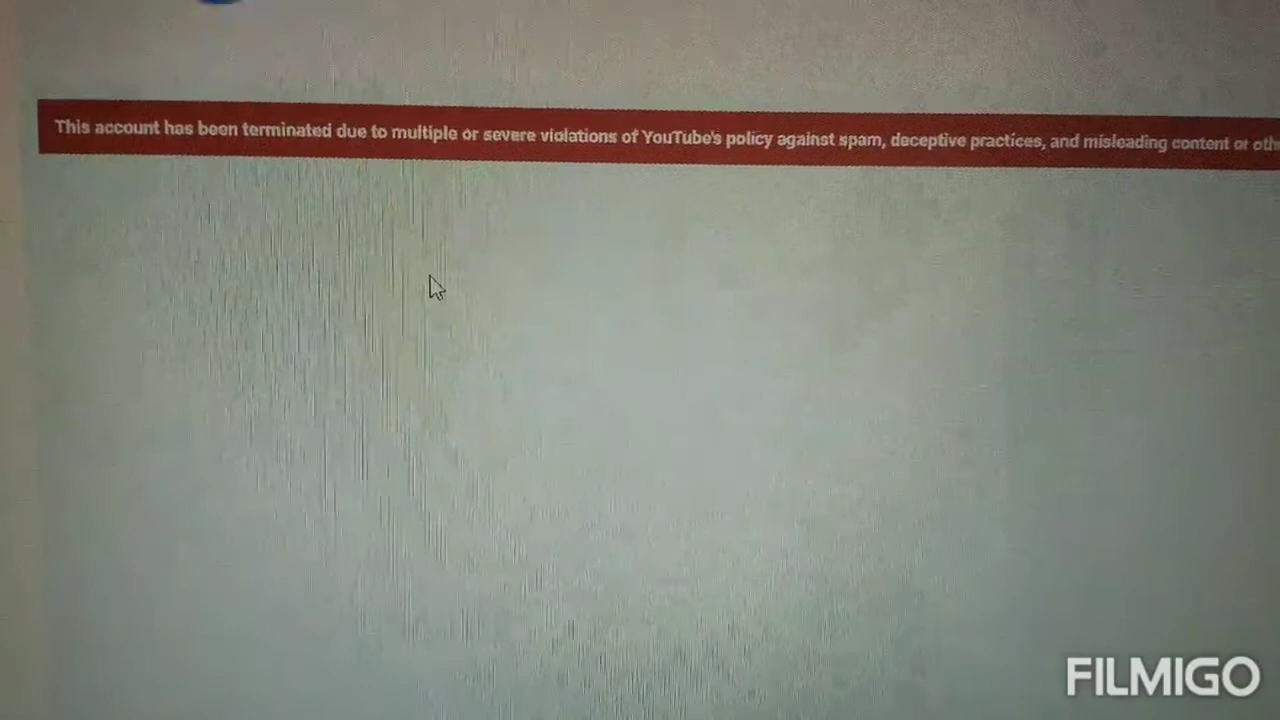 This account has been terminated due to multiple or severe violations of YouTube's policy against spam, deceptive practices, and misleading content or
FILMIGO